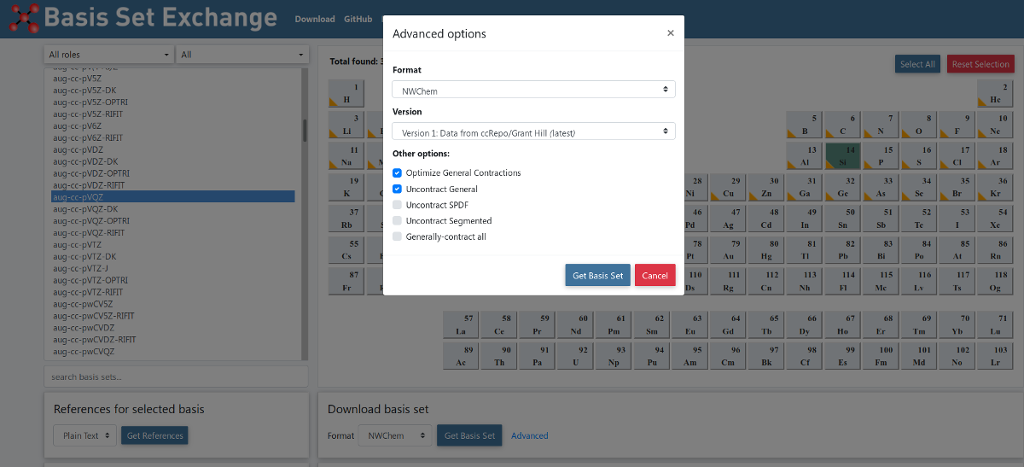 Basis Set Exchange
Download GitHub
All roles
All
aug-cc-pV5Z
aug-cc-pV5Z-DK
aug-cc-pV5Z-OPTRI
aug-cc-pV5Z-RIFIT
aug-cc-pV6Z
aug-cc-pV6Z-RIFIT
aug-cc-pVDZ
aug-cc-pVDZ-DK
aug-cc-pVDZ-OPTRI
aug-cc-pVDZ-RIFIT
aug-cc-pVQZ
aug-cc-pVQZ-DK
aug-cc-pVQZ-OPTRI
aug-cc-pVQZ-RIFIT
aug-cc-pVTZ
aug-cc-pVTZ-DK
aug-cc-pVTZ-J
aug-cc-pVTZ-OPTRI
aug-cc-pVTZ-RIFIT
aug-cc-pwCV5Z
aug-cc-pwCV5Z-RIFIT
aug-cc-pwCVDZ
aug-cc-pwCVDZ-RIFIT
aug-cc-pwCVQZ
search basis sets...
References for selected basis
Plain Text Get References
Advanced options ×
Format
NWChem
Version
Version 1: Data from ccRepo/Grant Hill (latest)
Other options:
Optimize General Contractions
Uncontract General
Uncontract SPDF
Uncontract Segmented
Generally-contract all
Get Basis Set Cancel
Total found:
Select All Reset Selection
1 2
H He
3 5 6 7 8 9 10
Li B C N O F Ne
11 13 14 15 16 17 18
Na Al Si P S Cl Ar
19 28 29 30 31 32 33 34 35 36
K Ni Cu Zn Ga Ge As Se Br Kr
37 46 47 48 49 50 51 52 53 54
Rb Pd Ag Cd In Sn Sb Te I Xe
55 78 79 80 81 82 83 84 85 86
Cs Pt Au Hg Tl Pb Bi Po At Rn
87 110 111 112 113 114 115 116 117 118
Fr Ds Rg Cn Nh Fl Mc Lv Ts Og
57 58 59 60 61 62 63 64 65 66 67 68 69 70 71
La Ce Pr Nd Pm Sm Eu Gd Tb Dy Ho Er Tm Yb Lu
89 90 91 92 93 94 95 96 97 98 99 100 101 102 103
Ac Th Pa U Np Pu Am Cm Bk Cf Es Fm Md No Lr
Download basis set
Format NWChem Get Basis Set Advanced